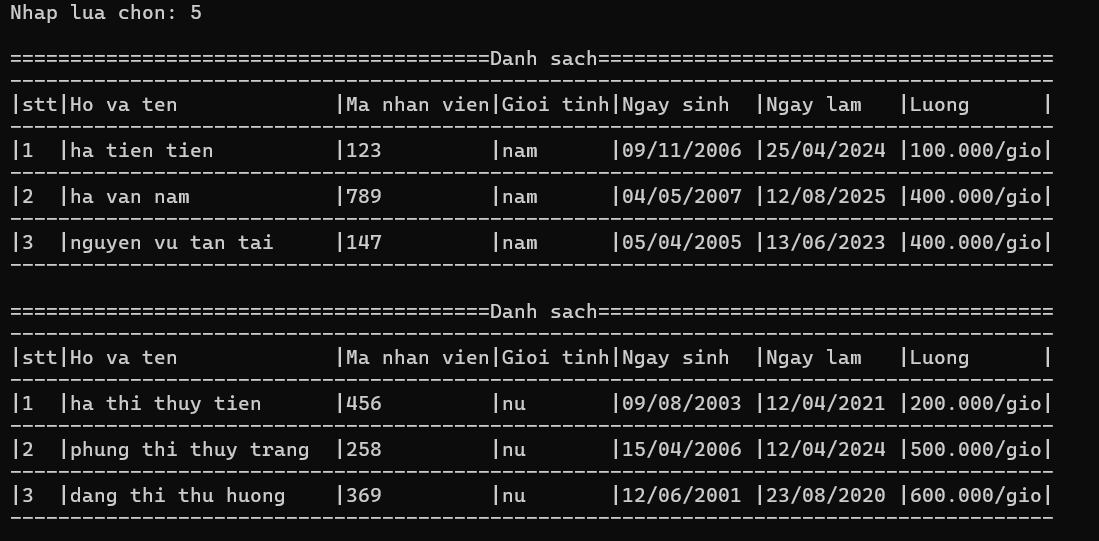 Nhap lua chon: 5
========================================Danh sach======================================
---------------------------------------------------------------------------------------
|stt|Ho va ten             |Ma nhan vien|Gioi tinh|Ngay sinh  |Ngay lam   |Luong      |
---------------------------------------------------------------------------------------
|1  |ha tien tien          |123         |nam      |09/11/2006 |25/04/2024 |100.000/gio|
---------------------------------------------------------------------------------------
|2  |ha van nam            |789         |nam      |04/05/2007 |12/08/2025 |400.000/gio|
---------------------------------------------------------------------------------------
|3  |nguyen vu tan tai     |147         |nam      |05/04/2005 |13/06/2023 |400.000/gio|
---------------------------------------------------------------------------------------
========================================Danh sach======================================
---------------------------------------------------------------------------------------
|stt|Ho va ten             |Ma nhan vien|Gioi tinh|Ngay sinh  |Ngay lam   |Luong      |
---------------------------------------------------------------------------------------
|1  |ha thi thuy tien      |456         |nu       |09/08/2003 |12/04/2021 |200.000/gio|
---------------------------------------------------------------------------------------
|2  |phung thi thuy trang  |258         |nu       |15/04/2006 |12/04/2024 |500.000/gio|
---------------------------------------------------------------------------------------
|3  |dang thi thu huong    |369         |nu       |12/06/2001 |23/08/2020 |600.000/gio|
---------------------------------------------------------------------------------------